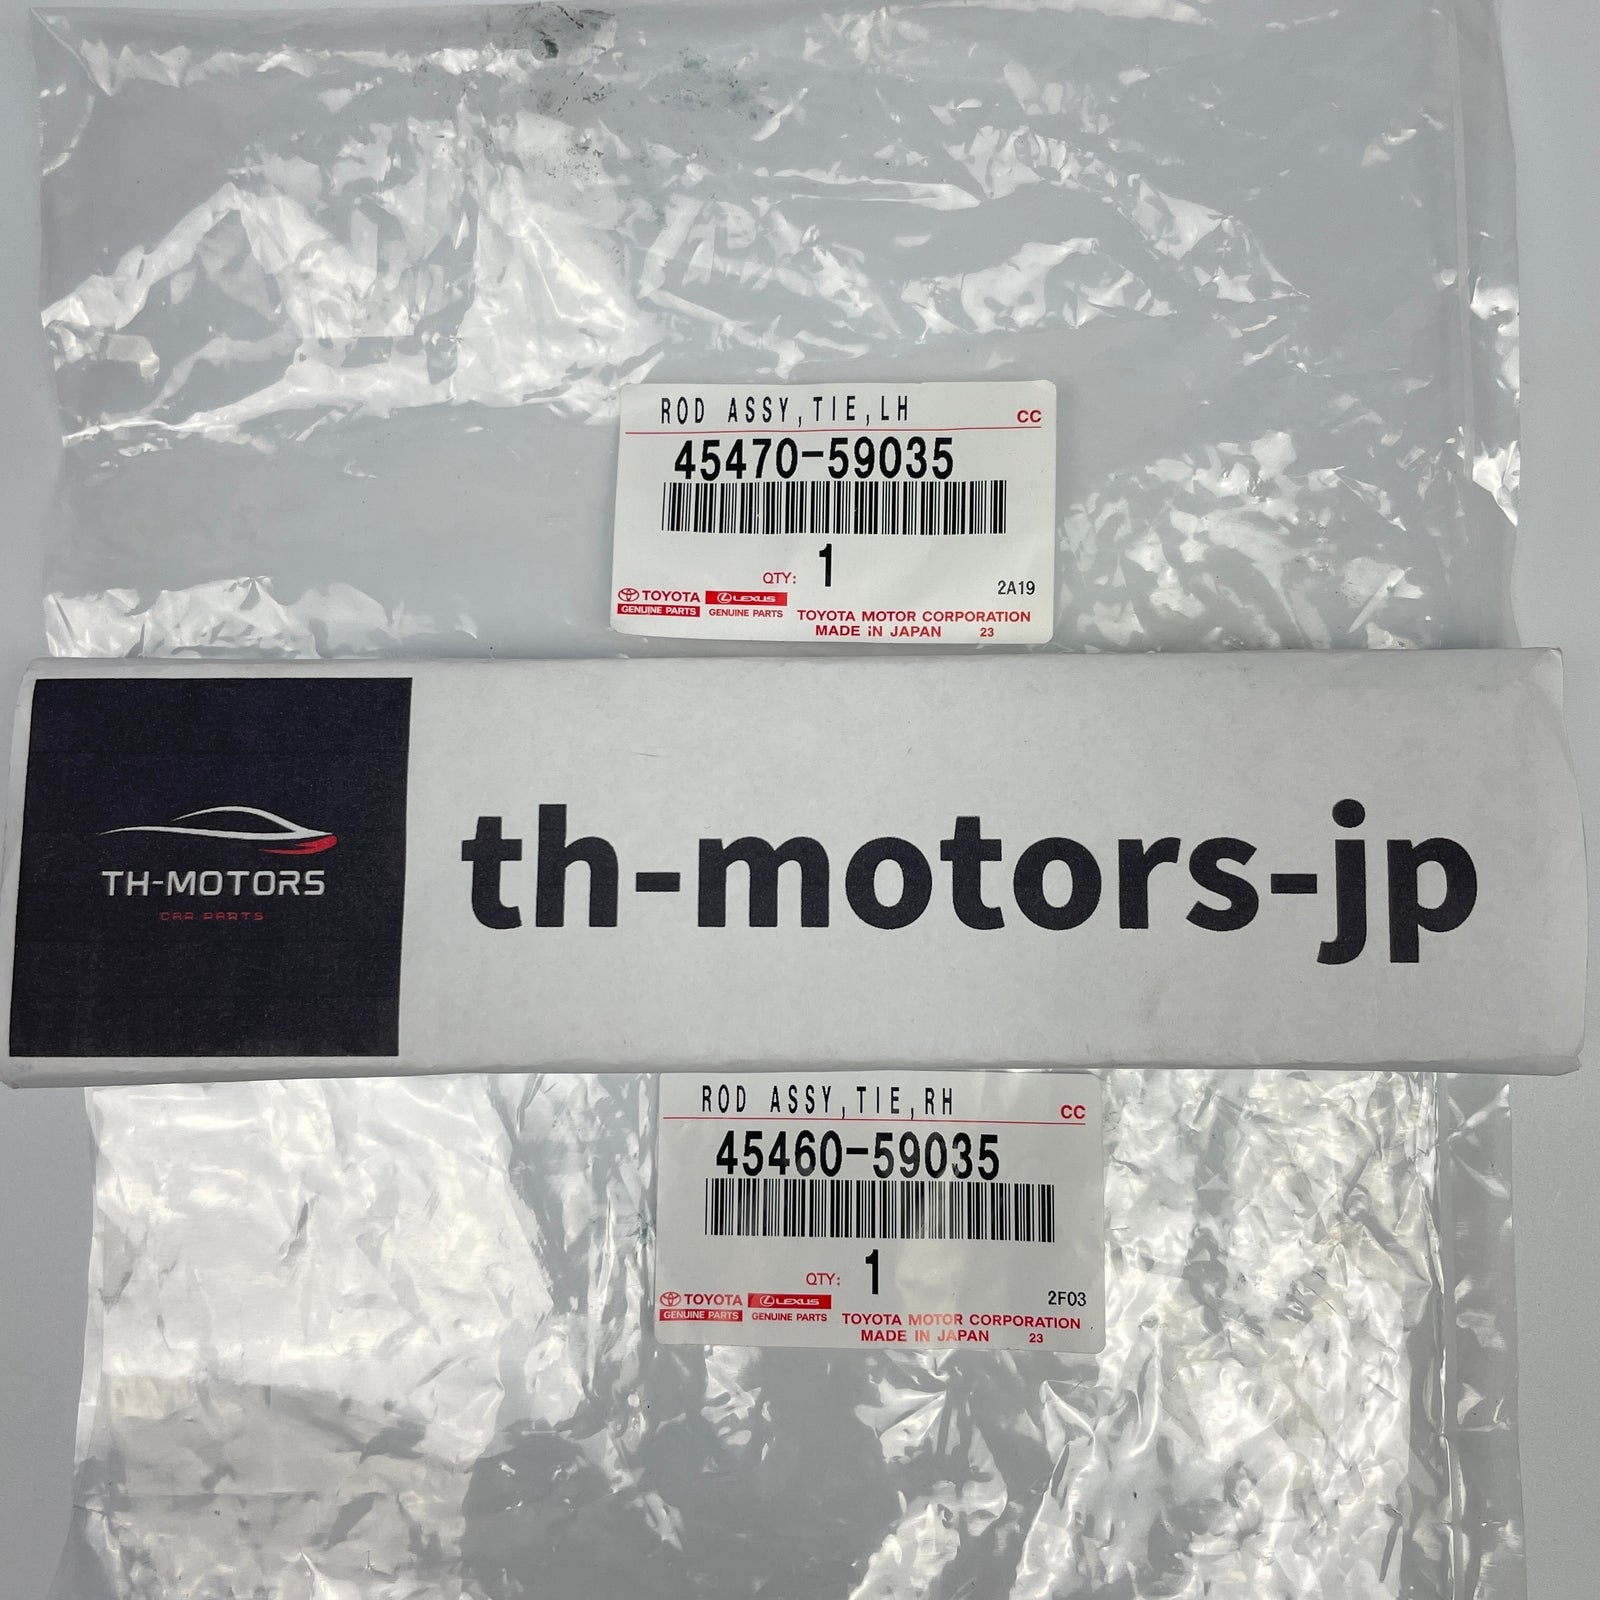 ROD ASSY,TIE,LH
CC
45470-59035
QTY: 1
2A19
TOYOTA
GENUINE PARTS
LEXUS
GENUINE PARTS
TOYOTA MOTOR CORPORATION
MADE IN JAPAN 23
TH-MOTORS
CAR PARTS
th-motors-jp
ROD ASSY,TIE,RH
CC
45460-59035
QTY: 1
2F03
TOYOTA
GENUINE PARTS
LEXUS
GENUINE PARTS
TOYOTA MOTOR CORPORATION
MADE IN JAPAN 23